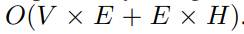 O(V × E + E × H).